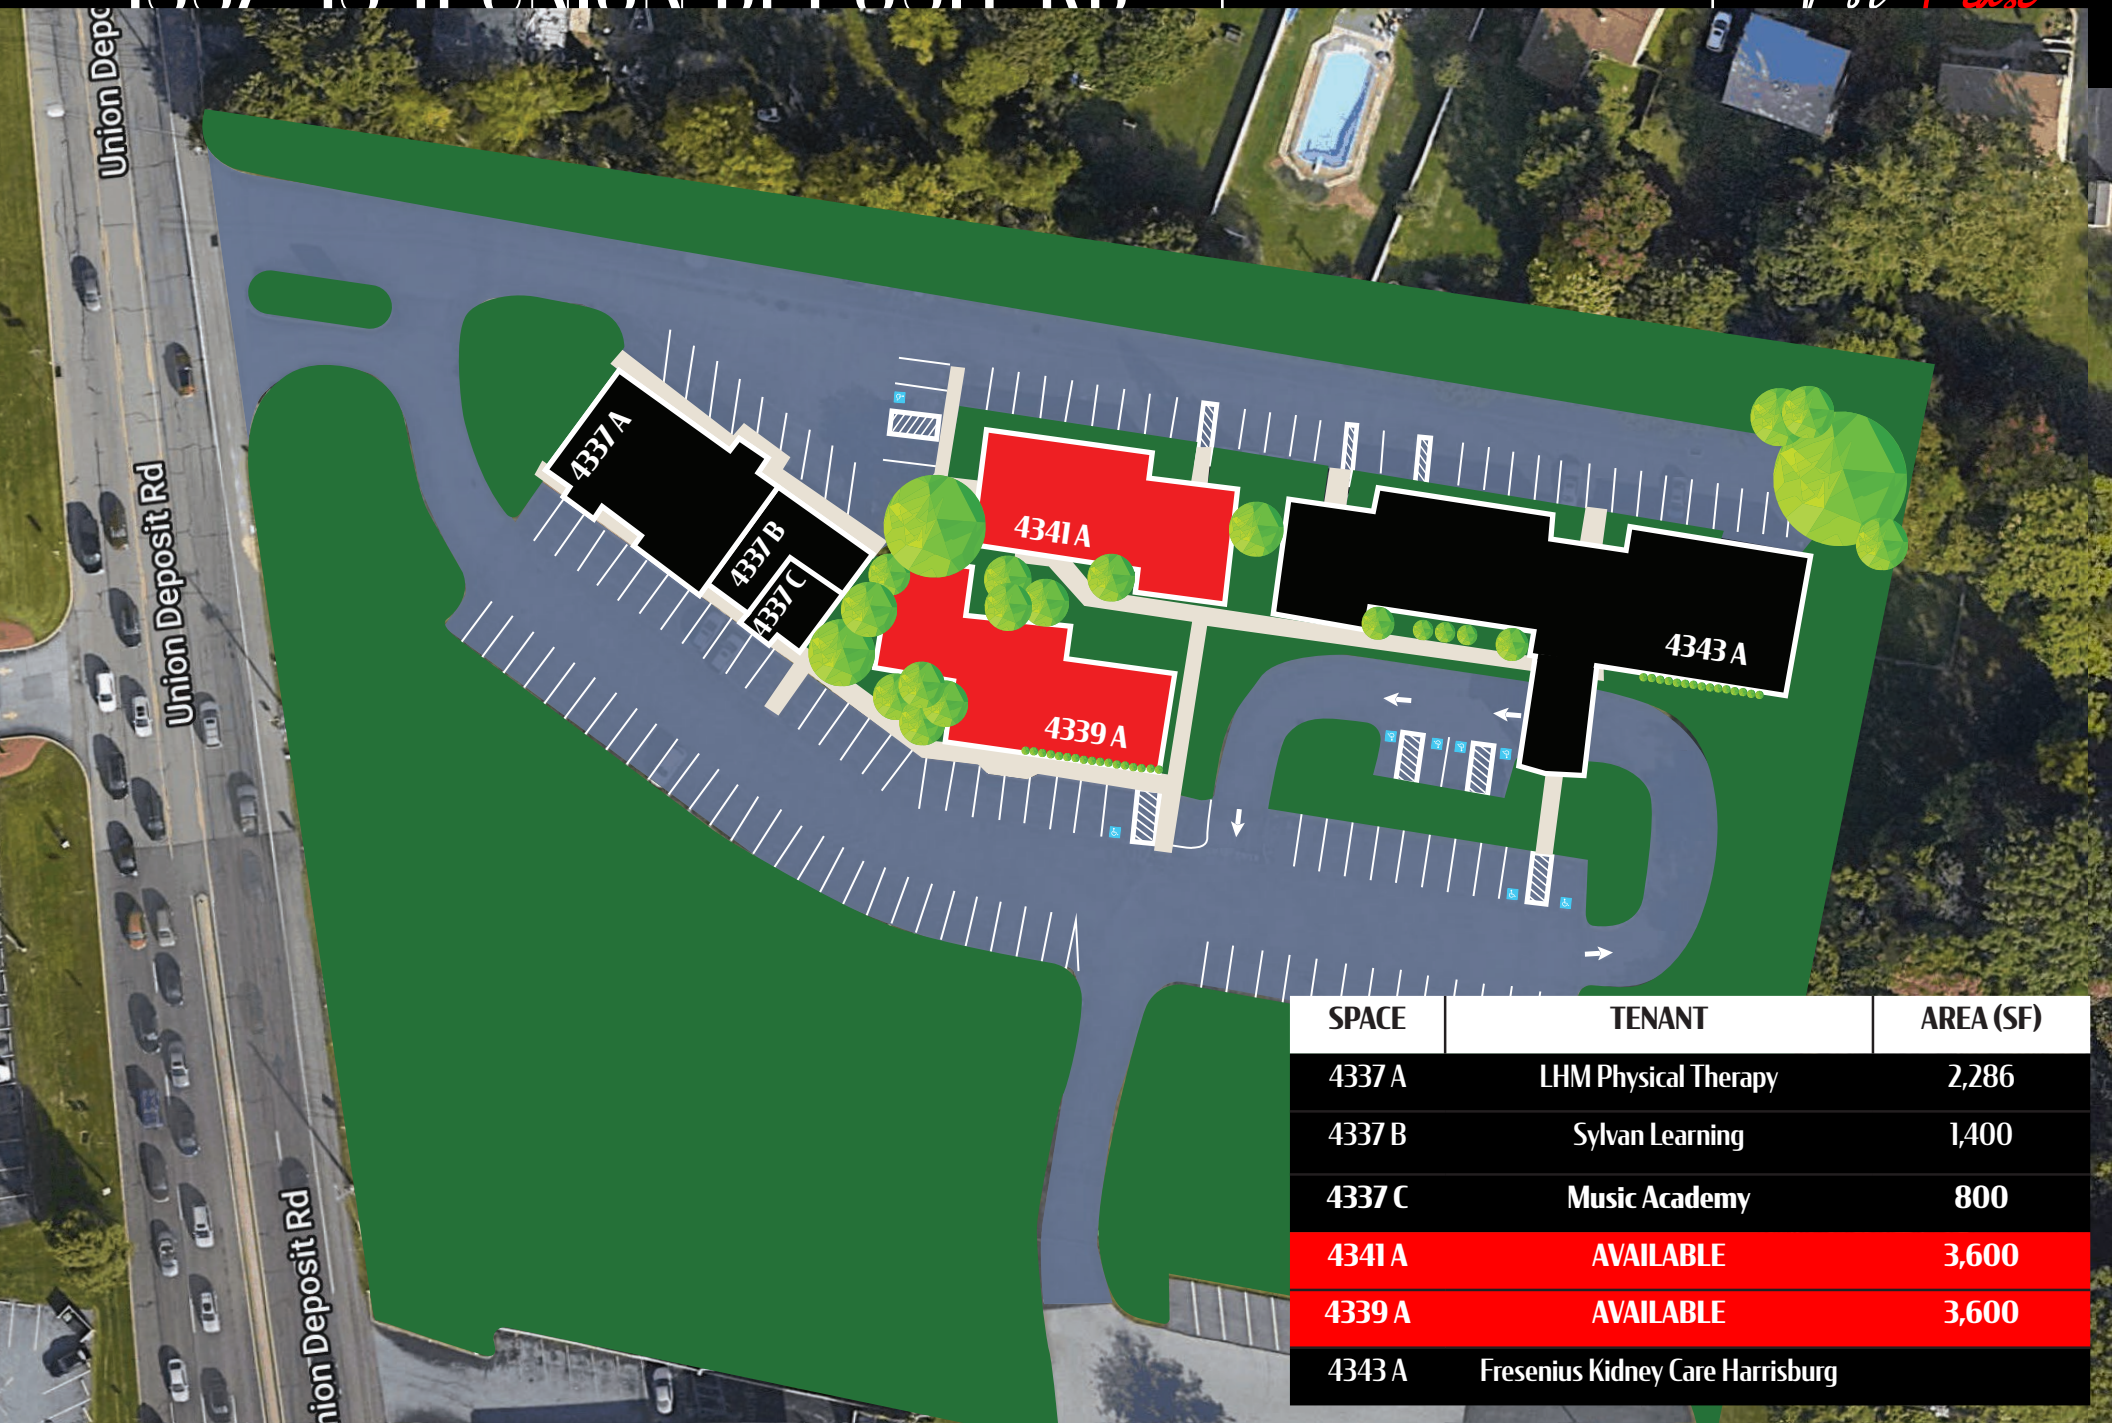 Union Depo
Union Deposit Rd
nion Deposit Rd
4337 A
4337 B
4337 C
4341 A
4339 A
4343 A
SPACE TENANT AREA (SF)
4337 A LHM Physical Therapy 2,286
4337 B Sylvan Learning 1,400
4337 C Music Academy 800
4341 A AVAILABLE 3,600
4339 A AVAILABLE 3,600
4343 A Fresenius Kidney Care Harrisburg